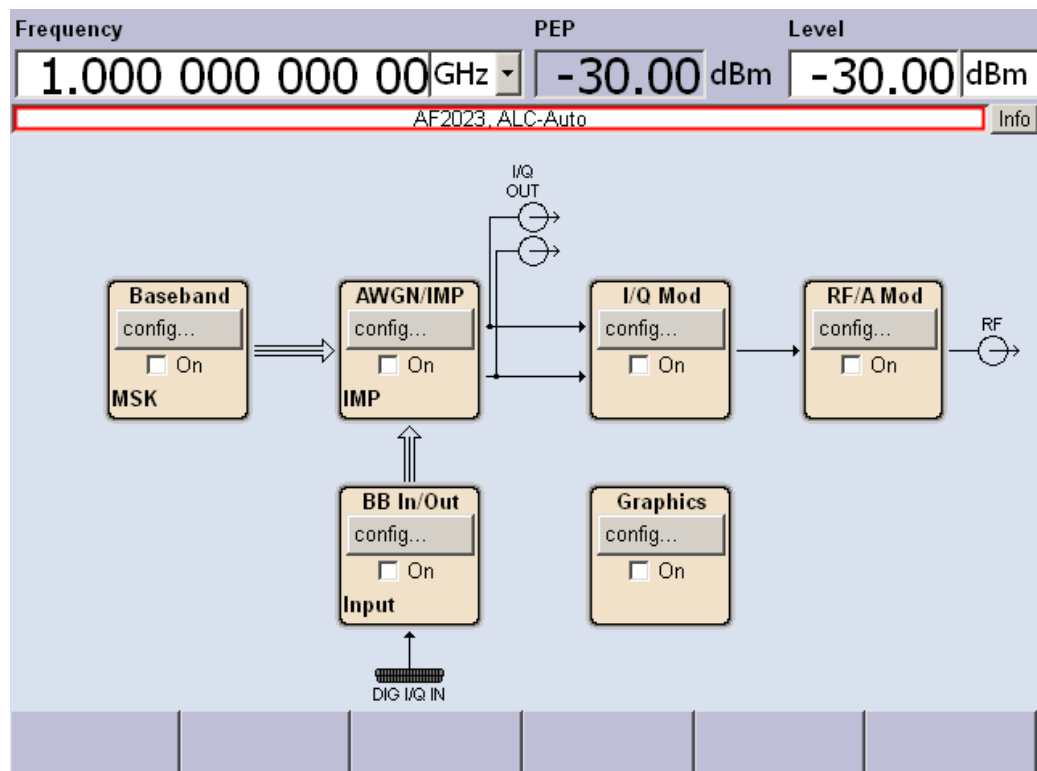 Frequency PEP Level
1.000 000 000 00 GHz -30.00 dBm -30.00 dBm
AF2023, ALC-Auto Info
I/Q
OUT
Baseband AWGN/IMP I/Q Mod RF/A Mod
config... config... config... config... RF
On On On On
MSK IMP
BB In/Out Graphics
config... config...
On On
Input
DIG I/Q IN